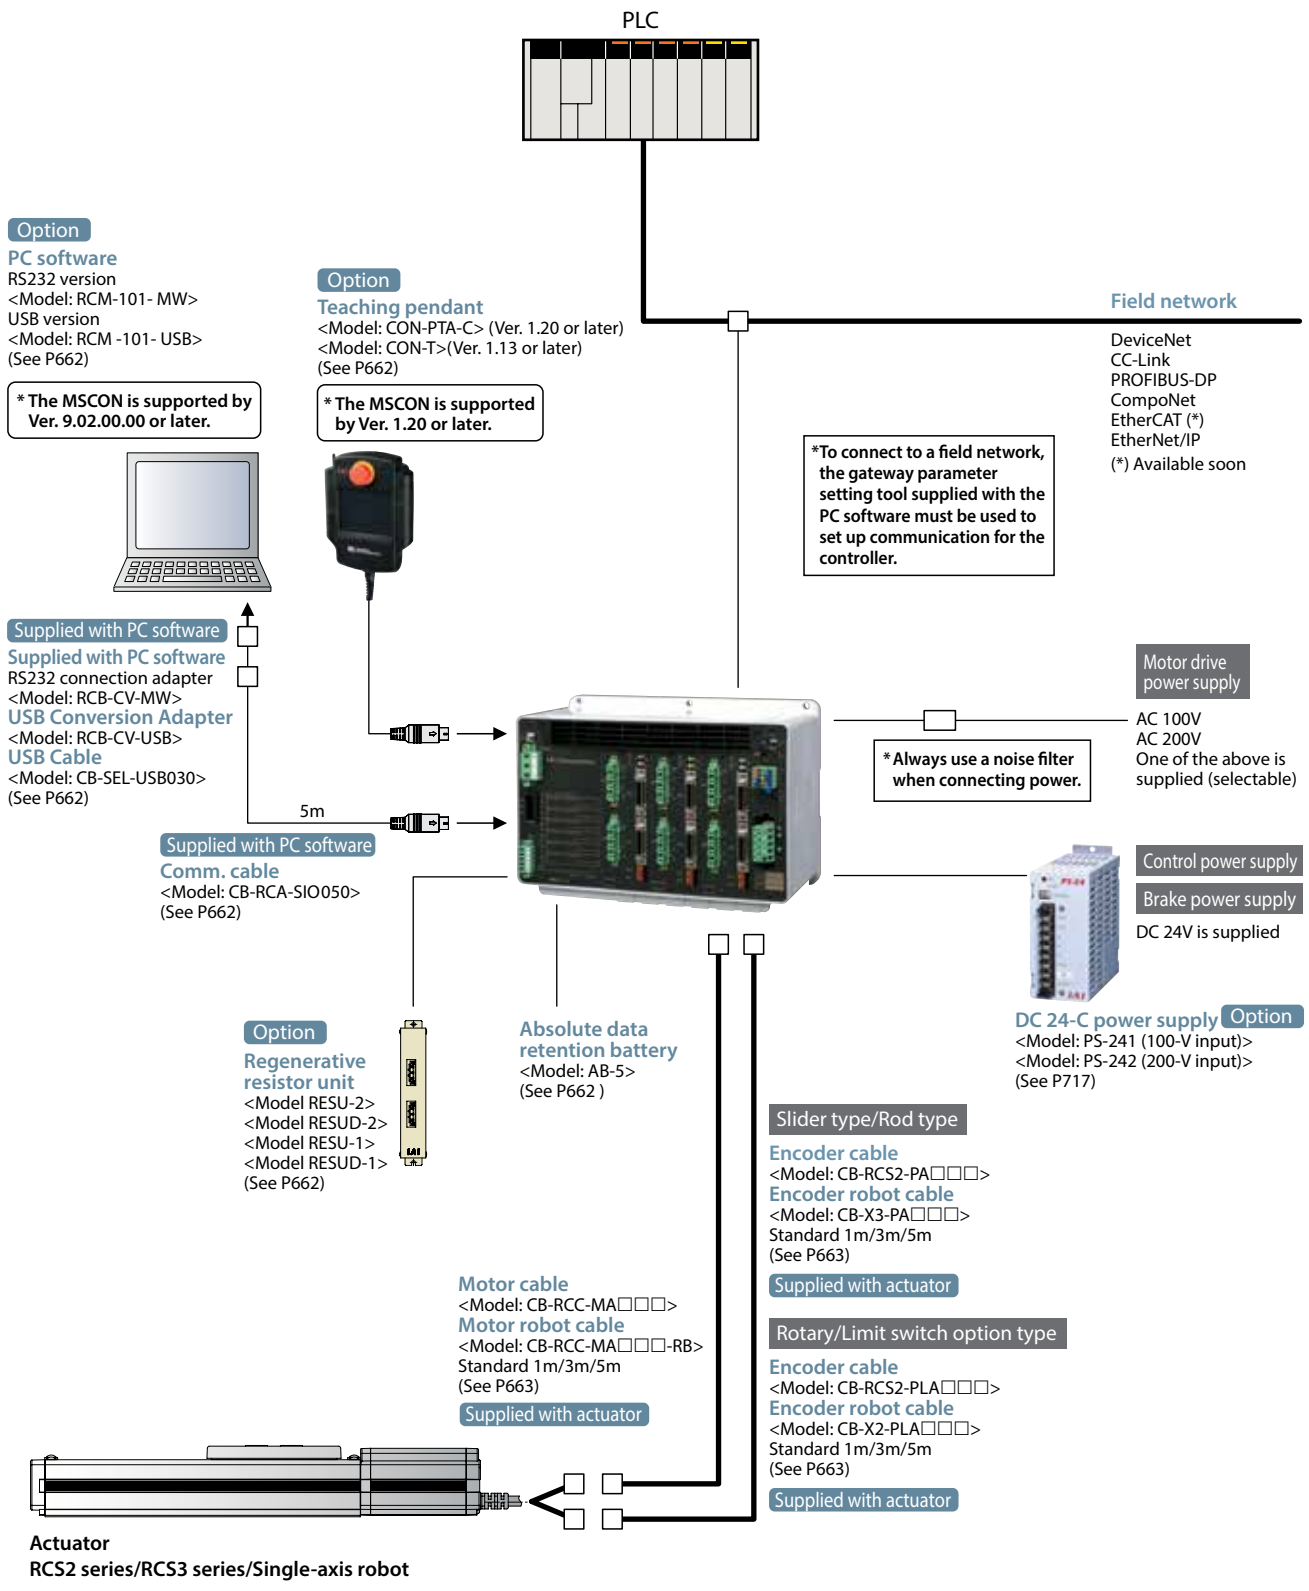 PLC
Option
PC software
RS232 version
<Model: RCM-101- MW>
USB version
<Model: RCM -101- USB>
(See P662)
* The MSCON is supported by
Ver. 9.02.00.00 or later.
Option
Teaching pendant
<Model: CON-PTA-C> (Ver. 1.20 or later)
<Model: CON-T>(Ver. 1.13 or later)
(See P662)
* The MSCON is supported
by Ver. 1.20 or later.
Field network
DeviceNet
CC-Link
PROFIBUS-DP
CompoNet
EtherCAT (*)
EtherNet/IP
(*) Available soon
*To connect to a field network,
the gateway parameter
setting tool supplied with the
PC software must be used to
set up communication for the
controller.
Supplied with PC software
Supplied with PC software
RS232 connection adapter
<Model: RCB-CV-MW>
USB Conversion Adapter
<Model: RCB-CV-USB>
USB Cable
<Model: CB-SEL-USB030>
(See P662)
5m
Supplied with PC software
Comm. cable
<Model: CB-RCA-SIO050>
(See P662)
Motor drive
power supply
AC 100V
AC 200V
One of the above is
supplied (selectable)
* Always use a noise filter
when connecting power.
Control power supply
Brake power supply
DC 24V is supplied
PS-24
IAI
DC 24-C power supply Option
<Model: PS-241 (100-V input)>
<Model: PS-242 (200-V input)>
(See P717)
Option
Regenerative
resistor unit
<Model RESU-2>
<Model RESUD-2>
<Model RESU-1>
<Model RESUD-1>
(See P662)
IAI
Absolute data
retention battery
<Model: AB-5>
(See P662 )
Slider type/Rod type
Encoder cable
<Model: CB-RCS2-PA□□□>
Encoder robot cable
<Model: CB-X3-PA□□□>
Standard 1m/3m/5m
(See P663)
Supplied with actuator
Motor cable
<Model: CB-RCC-MA□□□>
Motor robot cable
<Model: CB-RCC-MA□□□-RB>
Standard 1m/3m/5m
(See P663)
Supplied with actuator
Rotary/Limit switch option type
Encoder cable
<Model: CB-RCS2-PLA□□□>
Encoder robot cable
<Model: CB-X2-PLA□□□>
Standard 1m/3m/5m
(See P663)
Supplied with actuator
Actuator
RCS2 series/RCS3 series/Single-axis robot